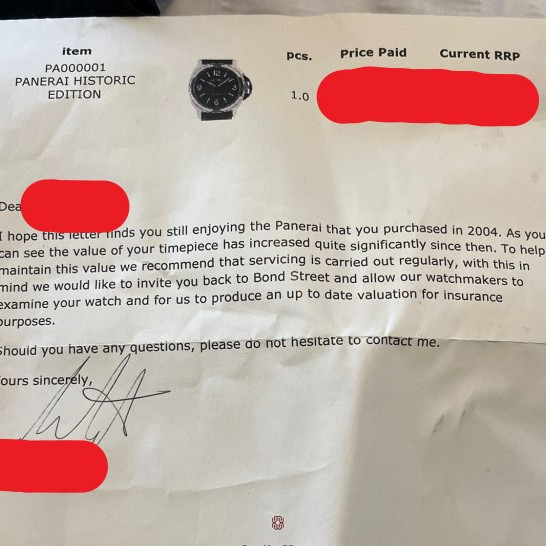 item
pcs.
Price Paid
Current RRP
PA000001
PANERAI HISTORIC
EDITION
1.0
Dea
I hope this letter finds you still enjoying the Panerai that you purchased in 2004. As you
can see the value of your timepiece has increased quite significantly since then. To help
maintain this value we recommend that servicing is carried out regularly, with this in
mind we would like to invite you back to Bond Street and allow our watchmakers to
examine your watch and for us to produce an up to date valuation for insurance
purposes.
Should you have any questions, please do not hesitate to contact me.
ours sincerely,